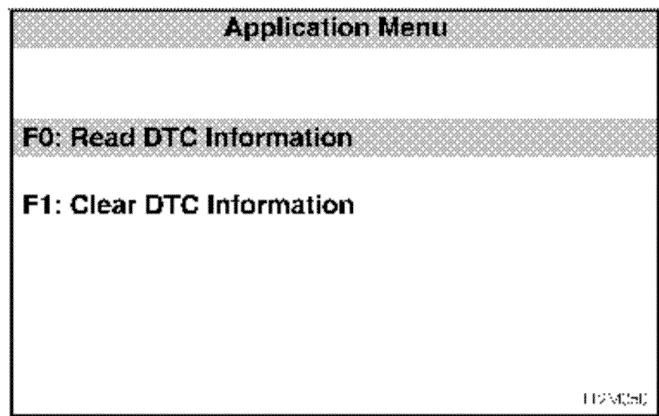 Application Menu
F0: Read DTC Information
F1: Clear DTC Information